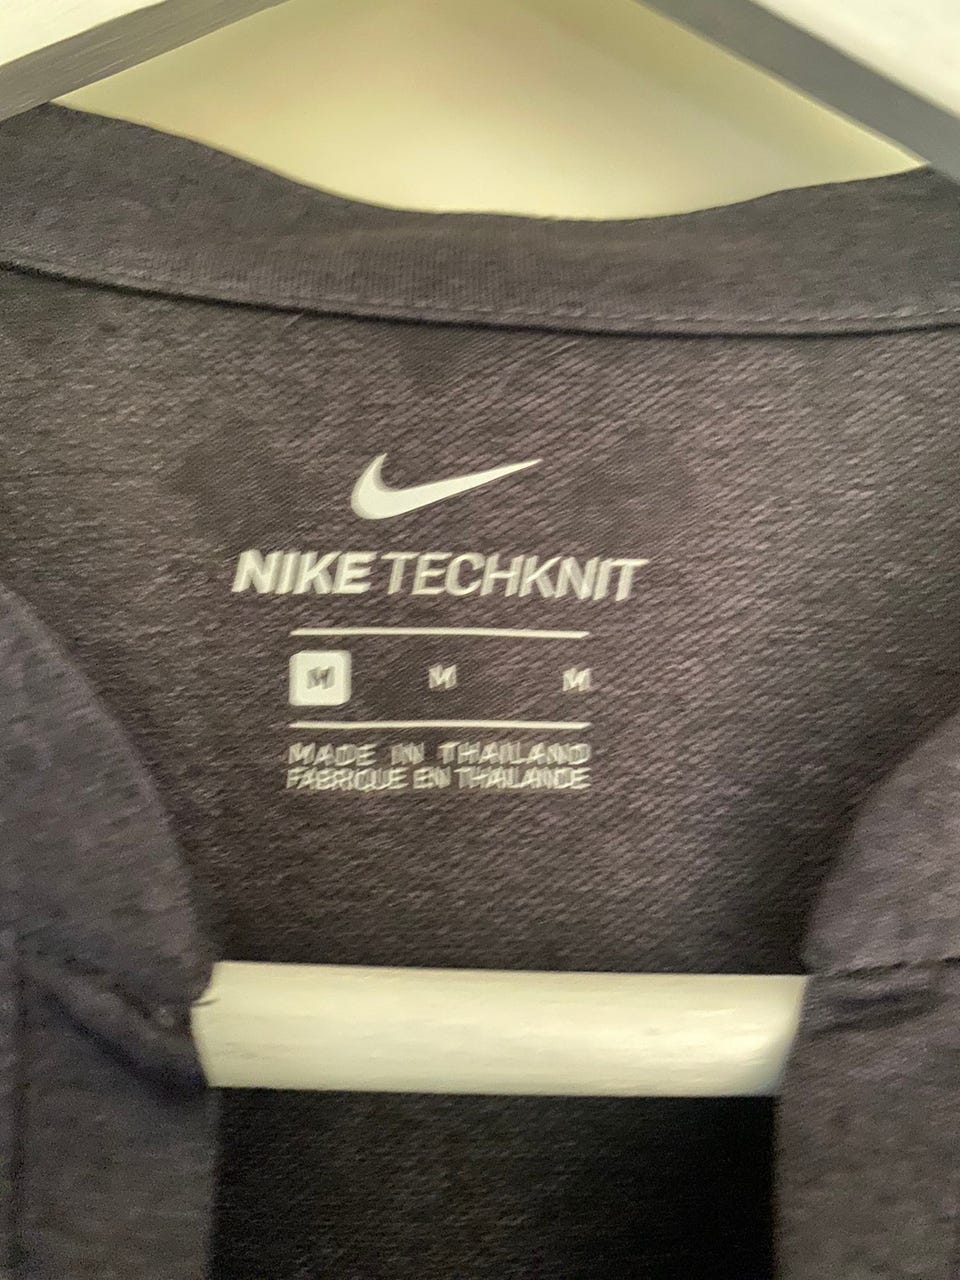 NIKE TECHKNIT
M M M
MADE IN THAILAND
FABRIQUE EN THAILANDE